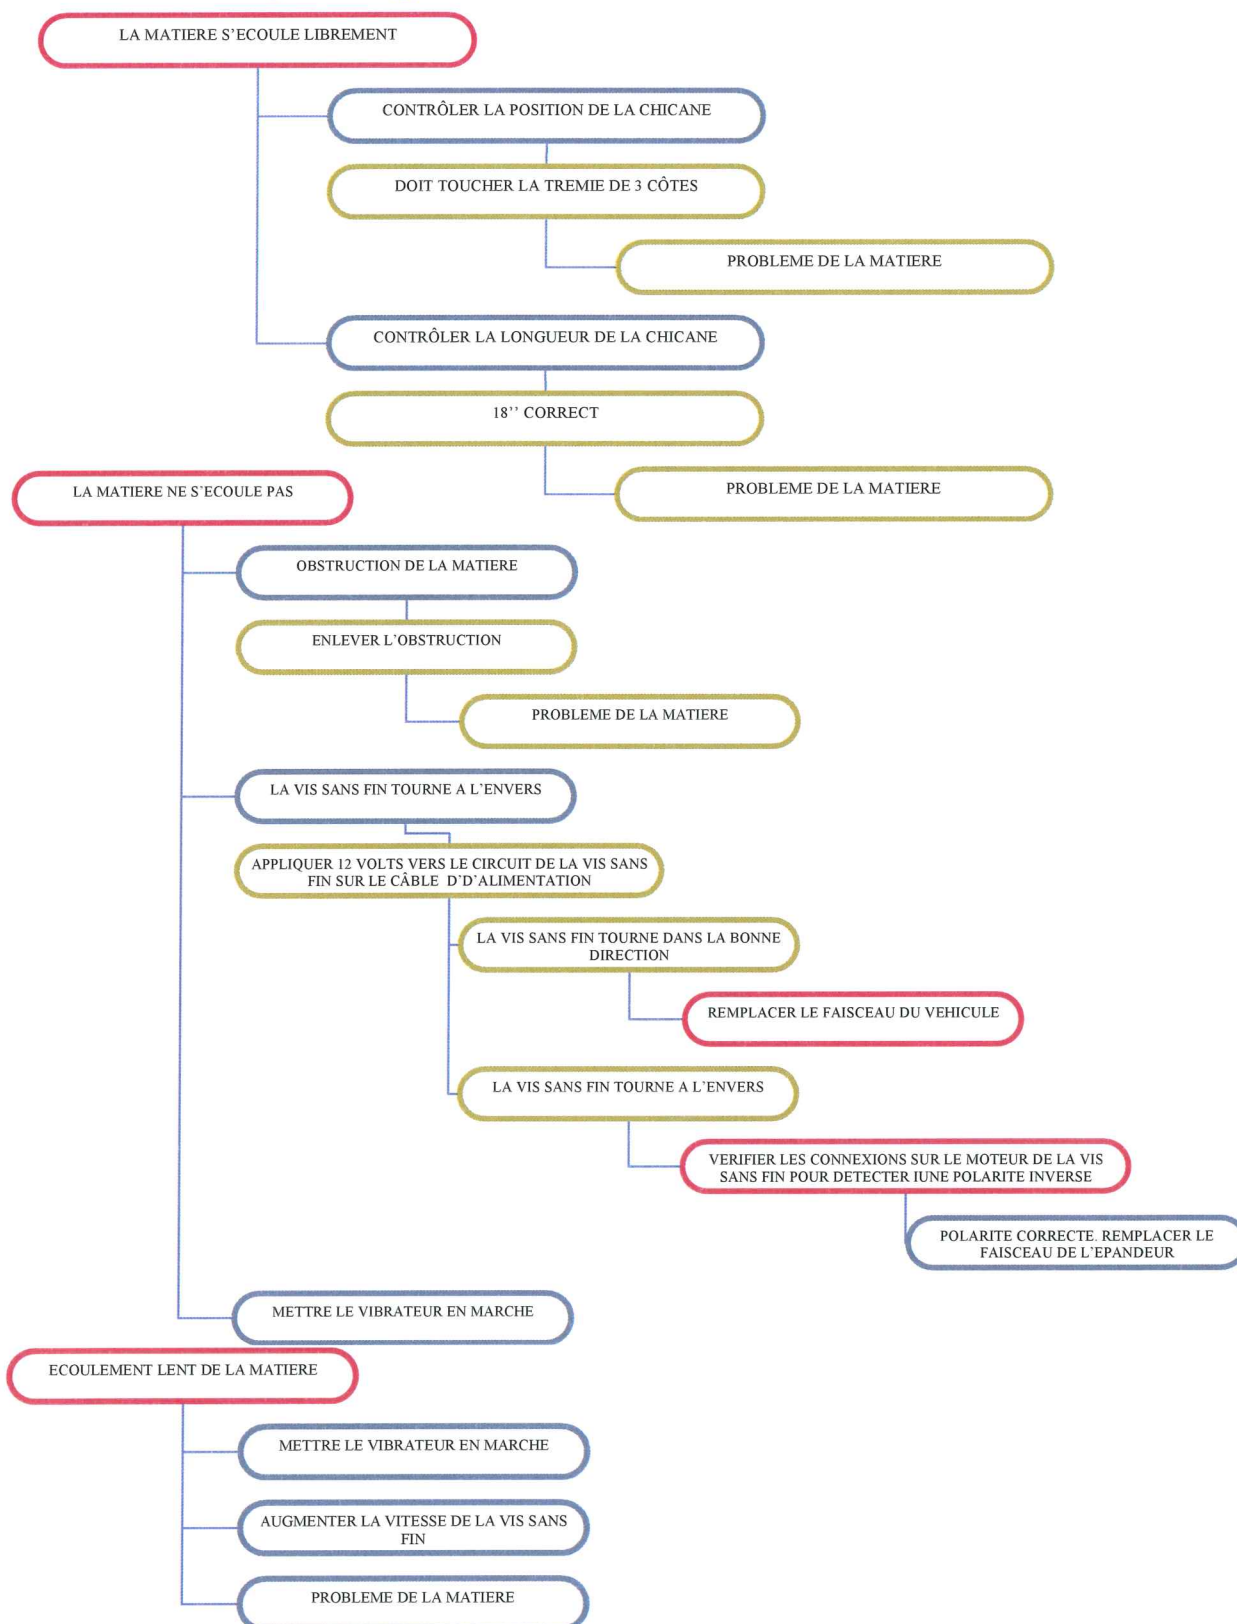 LA MATIERE S'ECOULE LIBREMENT
CONTRÔLER LA POSITION DE LA CHICANE
DOIT TOUCHER LA TREMIE DE 3 CÔTES
PROBLEME DE LA MATIERE
CONTRÔLER LA LONGUEUR DE LA CHICANE
18’’ CORRECT
PROBLEME DE LA MATIERE
LA MATIERE NE S’ECOULE PAS
OBSTRUCTION DE LA MATIERE
ENLEVER L’OBSTRUCTION
PROBLEME DE LA MATIERE
LA VIS SANS FIN TOURNE A L’ENVERS
APPLIQUER 12 VOLTS VERS LE CIRCUIT DE LA VIS SANS
FIN SUR LE CÂBLE D’D’ALIMENTATION
LA VIS SANS FIN TOURNE DANS LA BONNE
DIRECTION
REMPLACER LE FAISCEAU DU VEHICULE
LA VIS SANS FIN TOURNE A L’ENVERS
VERIFIER LES CONNEXIONS SUR LE MOTEUR DE LA VIS
SANS FIN POUR DETECTER IUNE POLARITE INVERSE
POLARITE CORRECTE. REMPLACER LE
FAISCEAU DE L’EPANDEUR
METTRE LE VIBRATEUR EN MARCHE
ECOULEMENT LENT DE LA MATIERE
METTRE LE VIBRATEUR EN MARCHE
AUGMENTER LA VITESSE DE LA VIS SANS
FIN
PROBLEME DE LA MATIERE